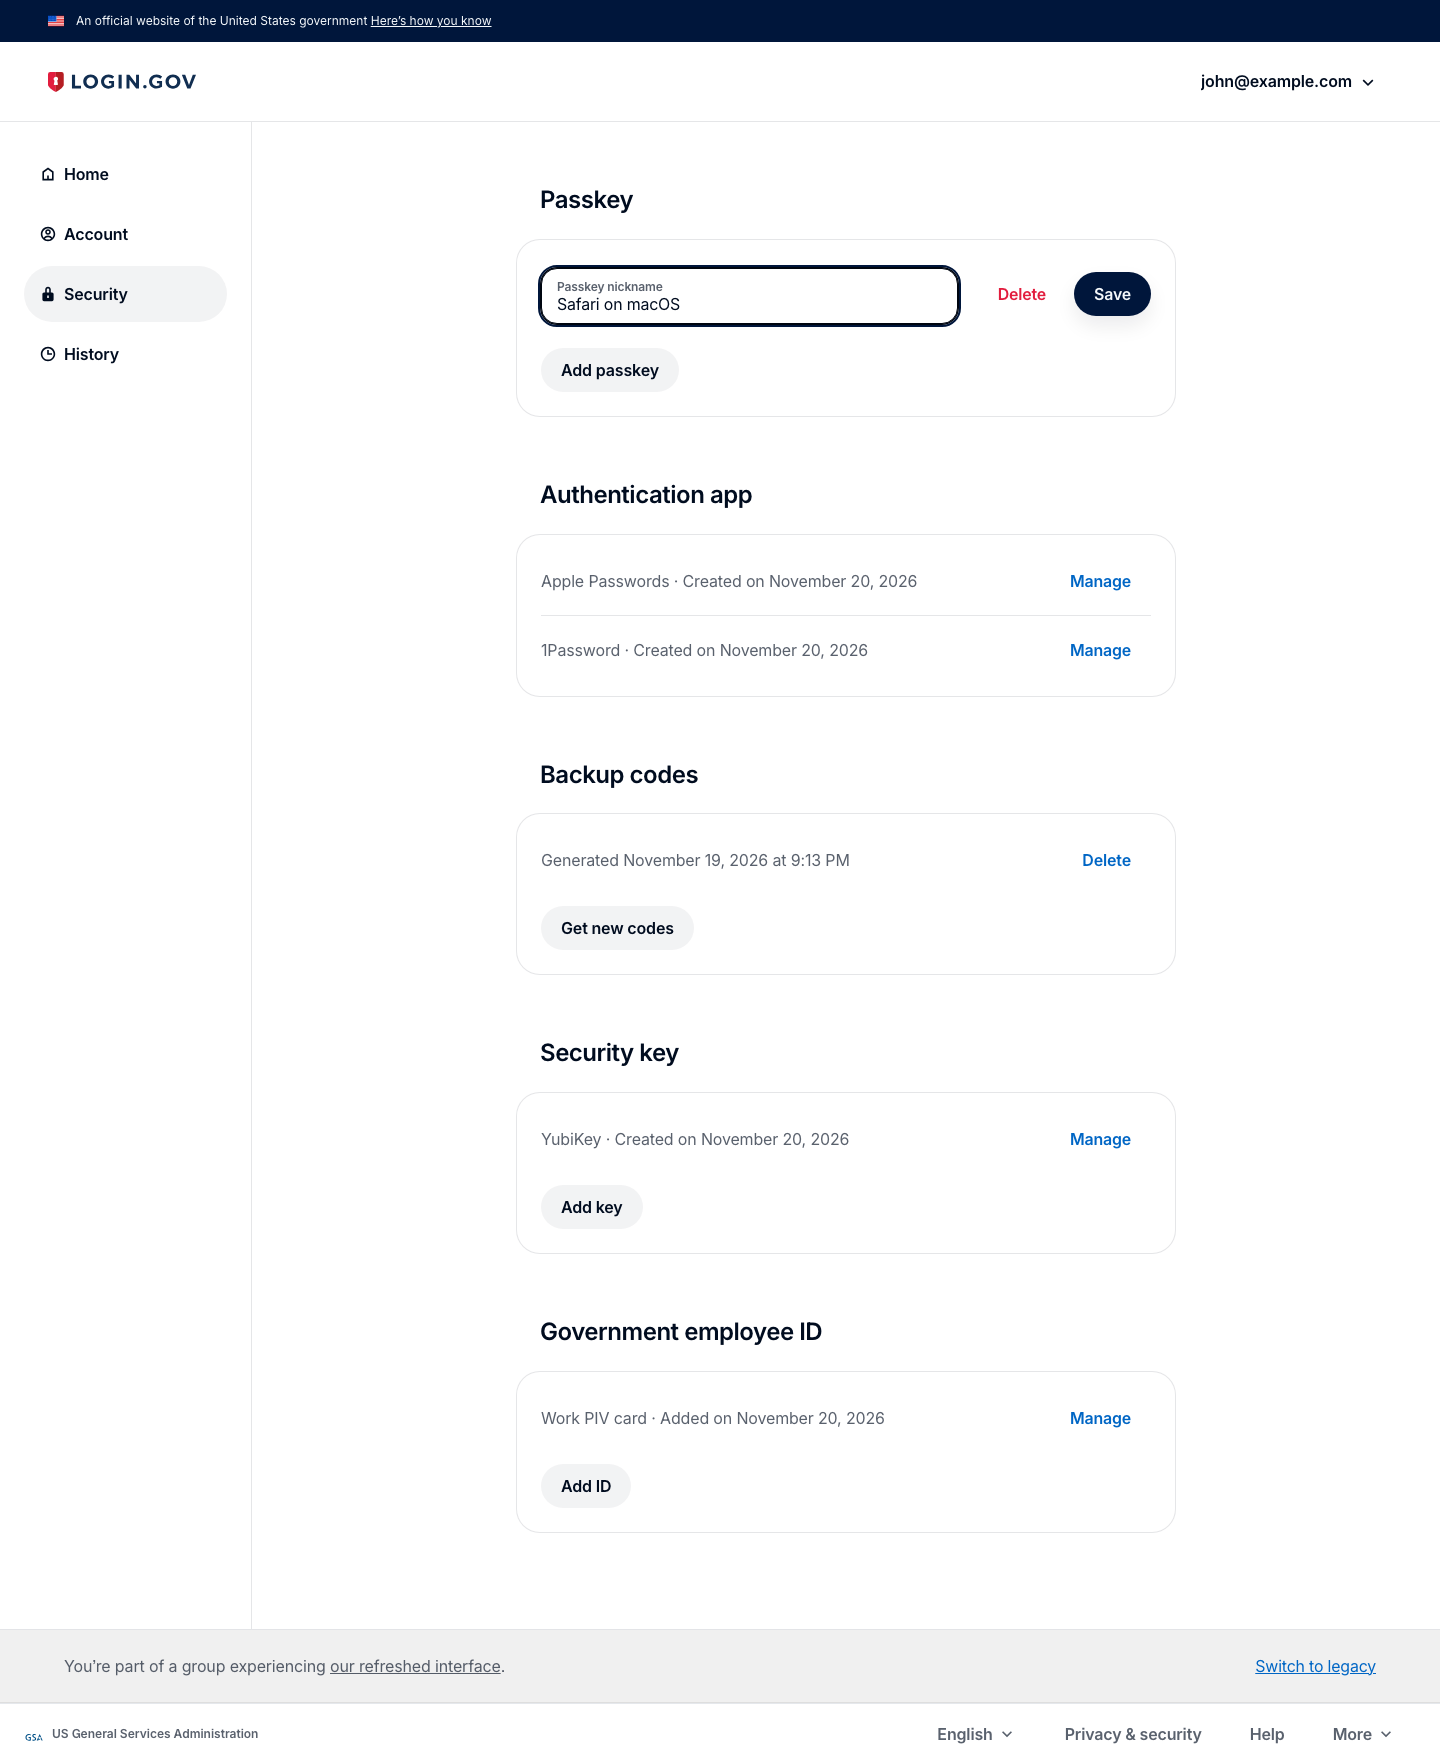 An official website of the United States government Here's how you know
LOGIN.GOV
john@example.com
Home
Account
Security
History
Passkey
Passkey nickname
Safari on macOS
Delete
Save
Add passkey
Authentication app
Apple Passwords · Created on November 20, 2026
Manage
1Password · Created on November 20, 2026
Manage
Backup codes
Generated November 19, 2026 at 9:13 PM
Delete
Get new codes
Security key
YubiKey · Created on November 20, 2026
Manage
Add key
Government employee ID
Work PIV card · Added on November 20, 2026
Manage
Add ID
You’re part of a group experiencing our refreshed interface.
Switch to legacy
GSA
US General Services Administration
English
Privacy & security
Help
More